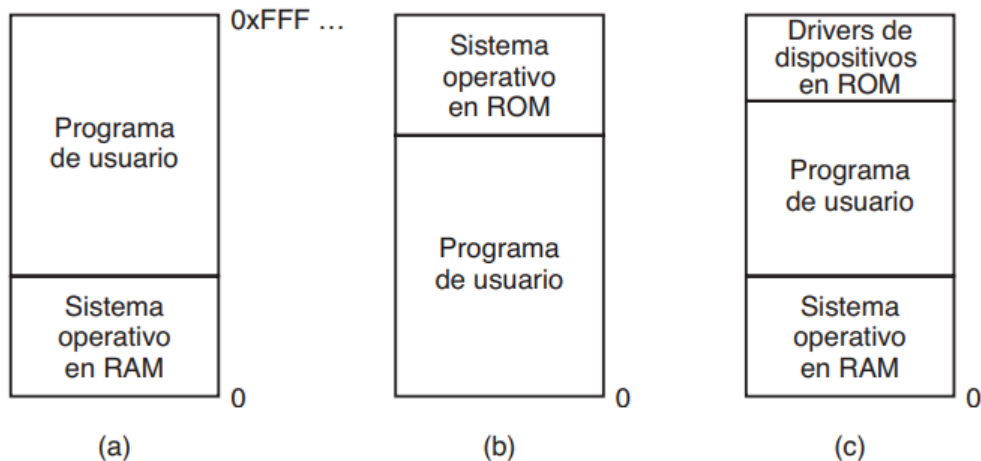 Programa
de usuario
Sistema
operativo
en RAM
0xFFF ...
0
(a)
Sistema
operativo
en ROM
Programa
de usuario
0
(b)
Drivers de
dispositivos
en ROM
Programa
de usuario
Sistema
operativo
en RAM
0
(c)